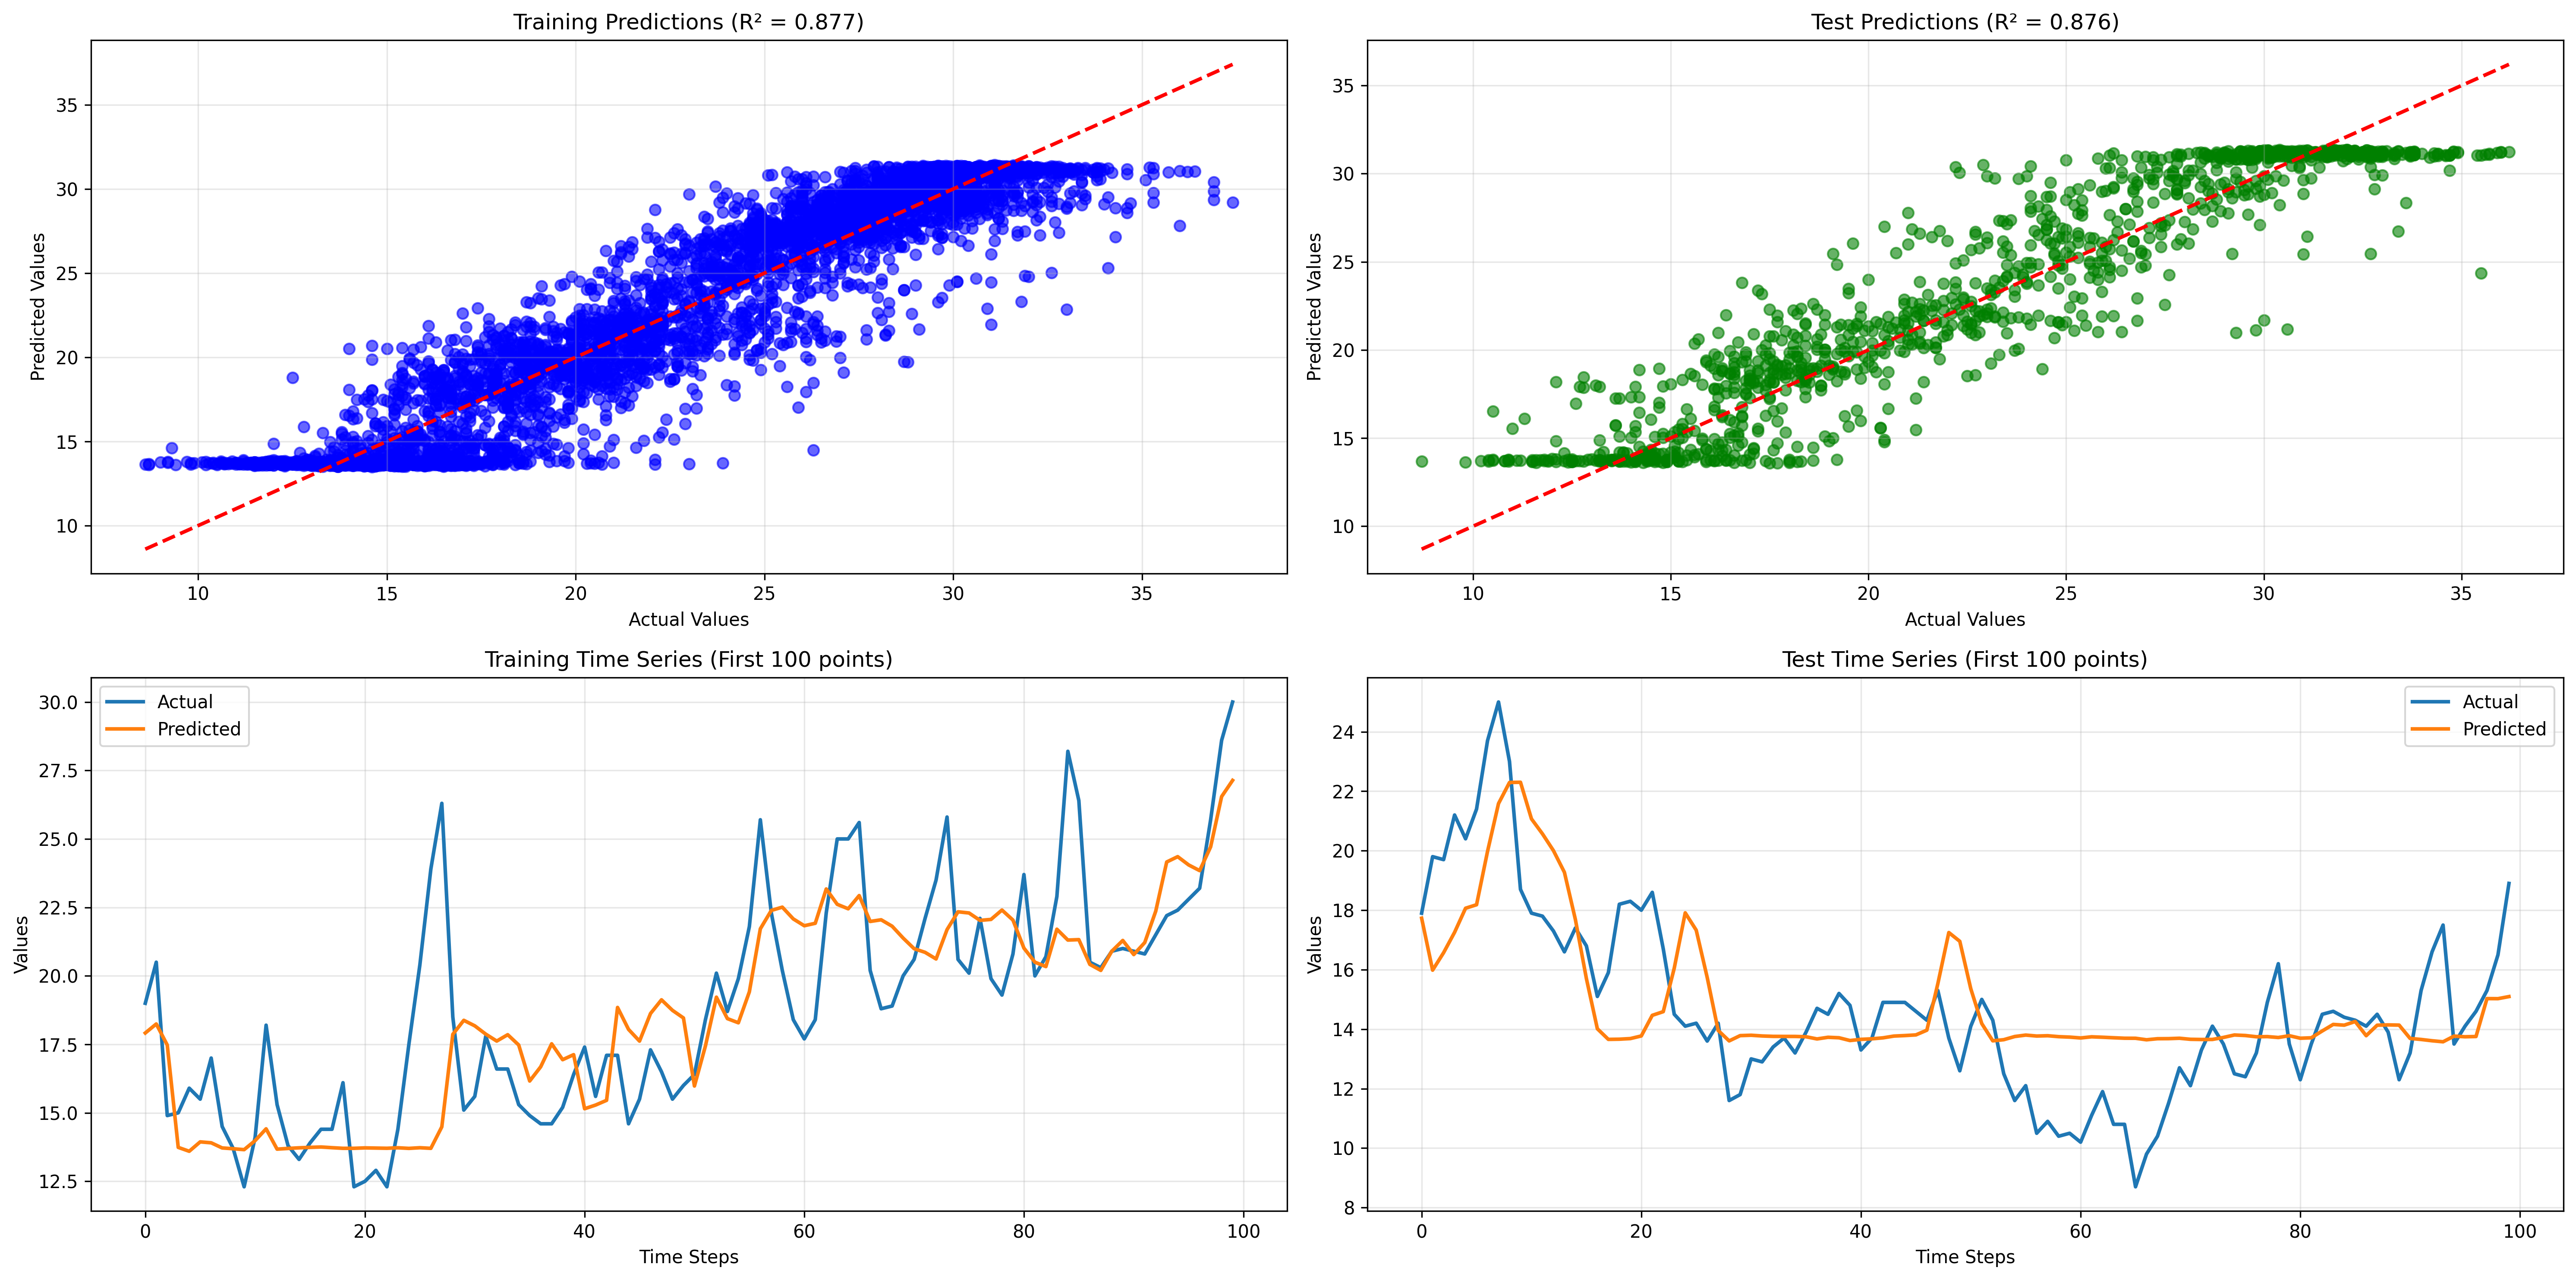 Training Predictions (R² = 0.877)
Predicted Values
35
30
25
20
15
10
10 15 20 25 30 35
Actual Values
Test Predictions (R² = 0.876)
Predicted Values
35
30
25
20
15
10
10 15 20 25 30 35
Actual Values
Training Time Series (First 100 points)
Actual
Predicted
Values
30.0
27.5
25.0
22.5
20.0
17.5
15.0
12.5
0 20 40 60 80 100
Time Steps
Test Time Series (First 100 points)
Actual
Predicted
Values
24
22
20
18
16
14
12
10
8
0 20 40 60 80 100
Time Steps